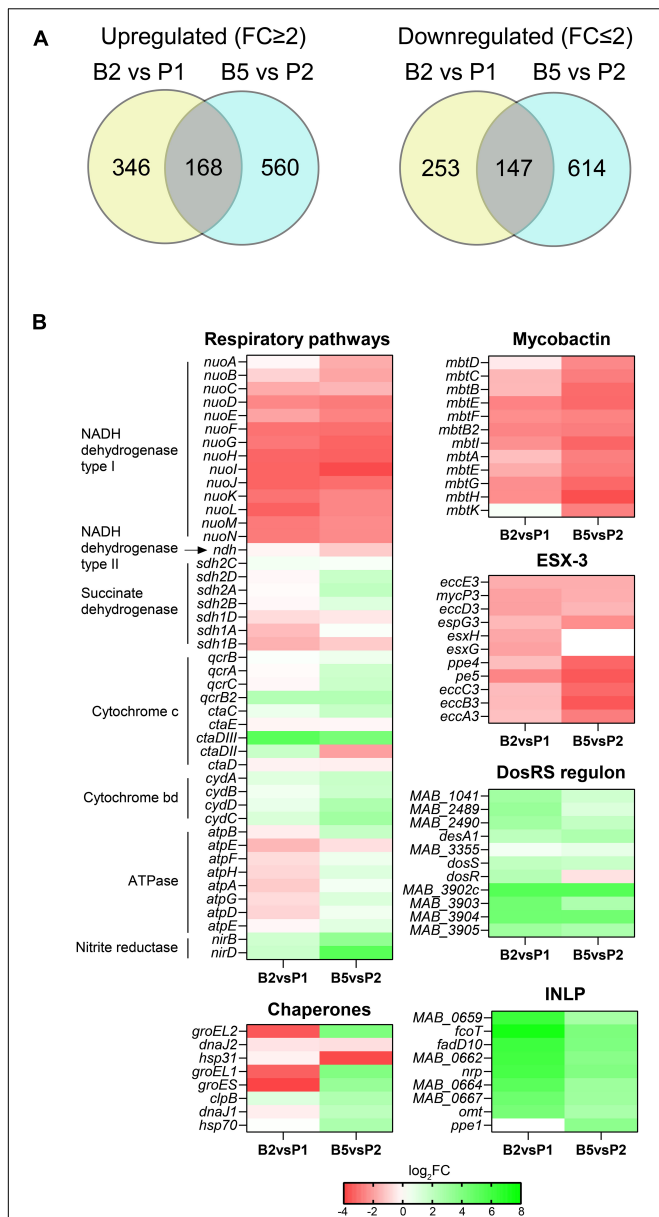 A
Upregulated (FC≥2)
B2 vs P1 B5 vs P2
346 168 560
Downregulated (FC≤2)
B2 vs P1 B5 vs P2
253 147 614
B
Respiratory pathways
NADH
dehydrogenase
type I
NADH
dehydrogenase
type II
Succinate
dehydrogenase
Cytochrome c
Cytochrome bd
ATPase
Nitrite reductase
nuoA
nuoB
nuoC
nuoD
nuoE
nuoF
nuoG
nuoH
nuoI
nuoJ
nuoK
nuoL
nuoM
nuoN
ndh
sdh2C
sdh2D
sdh2A
sdh2B
sdh1D
sdh1A
sdh1B
qcrB
qcrA
qcrC
qcrB2
ctaC
ctaE
ctaDIII
ctaDII
ctaD
cydA
cydB
cydD
cydC
atpB
atpE
atpF
atpH
atpA
atpG
atpD
atpE
nirB
nirD
B2vsP1 B5vsP2
Mycobactin
mbtD
mbtC
mbtB
mbtE
mbtF
mbtB2
mbtI
mbtA
mbtE
mbtG
mbtH
mbtK
B2vsP1 B5vsP2
ESX-3
eccE3
mycP3
eccD3
espG3
esxH
esxG
ppe4
pe5
eccC3
eccB3
eccA3
B2vsP1 B5vsP2
DosRS regulon
MAB_1041
MAB_2489
MAB_2490
desA1
MAB_3355
dosS
dosR
MAB_3902c
MAB_3903
MAB_3904
MAB_3905
B2vsP1 B5vsP2
Chaperones
groEL2
dnaJ2
hsp31
groEL1
groES
clpB
dnaJ1
hsp70
B2vsP1 B5vsP2
INLP
MAB_0659
fcoT
fadD10
MAB_0662
nrp
MAB_0664
MAB_0667
omt
ppe1
B2vsP1 B5vsP2
log2FC
-4 -2 0 2 4 6 8